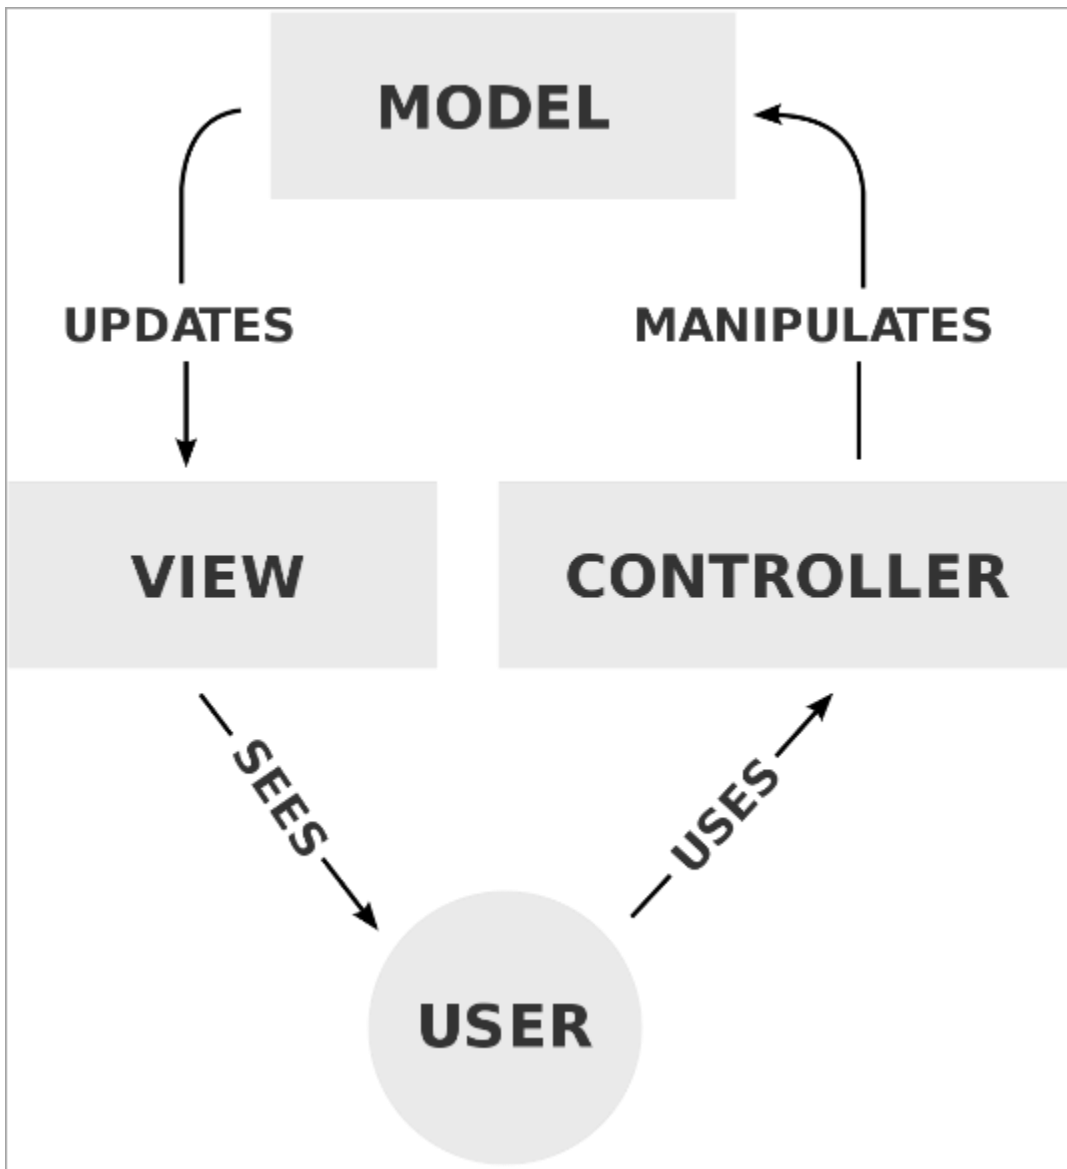 MODEL
UPDATES
MANIPULATES
VIEW
CONTROLLER
SEES
USES
USER